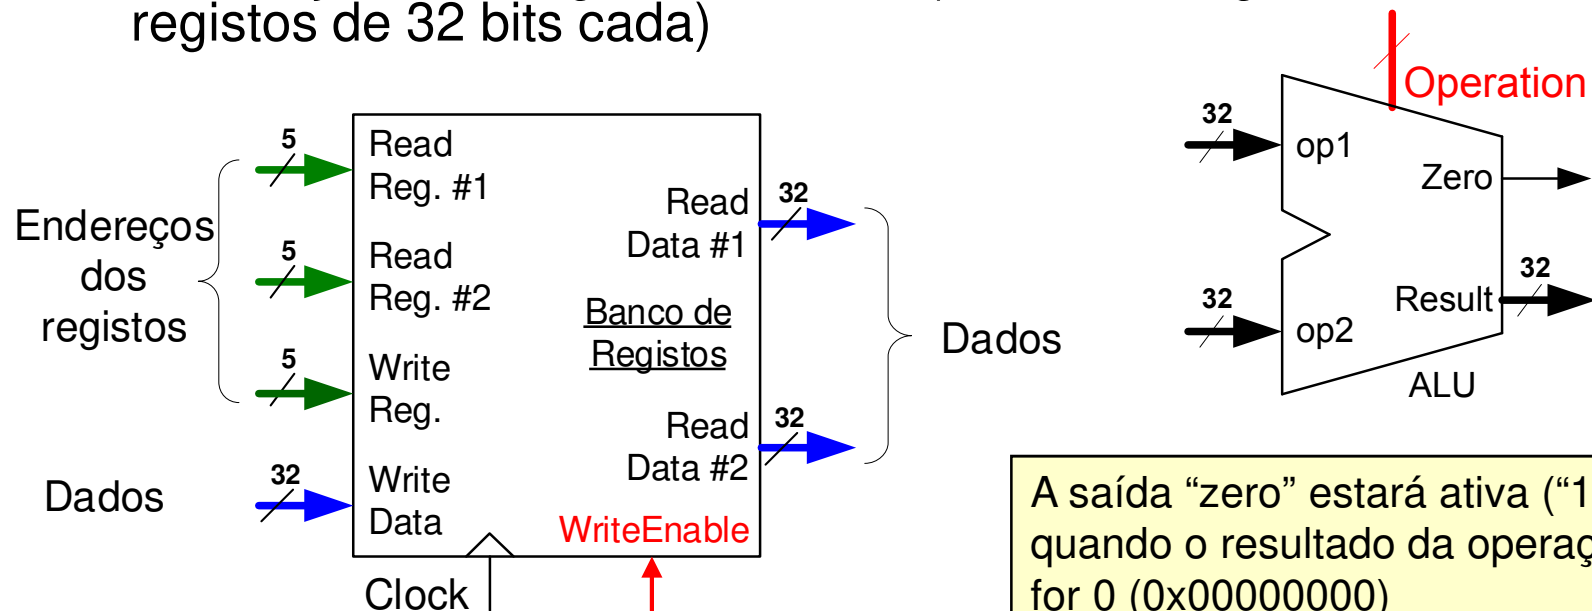 registos de 32 bits cada)
Operation
5
Read
Reg. #1
5
Read
Reg. #2
5
Write
Reg.
32
Write
Data
Endereços
dos
registos
Dados
Read
Data #1
32
Banco de
Registos
Read
Data #2
32
WriteEnable
Clock
Dados
32
op1
Zero
32
op2
Result
32
ALU
A saída “zero” estará ativa (“1
quando o resultado da operaç
for 0 (0x00000000)